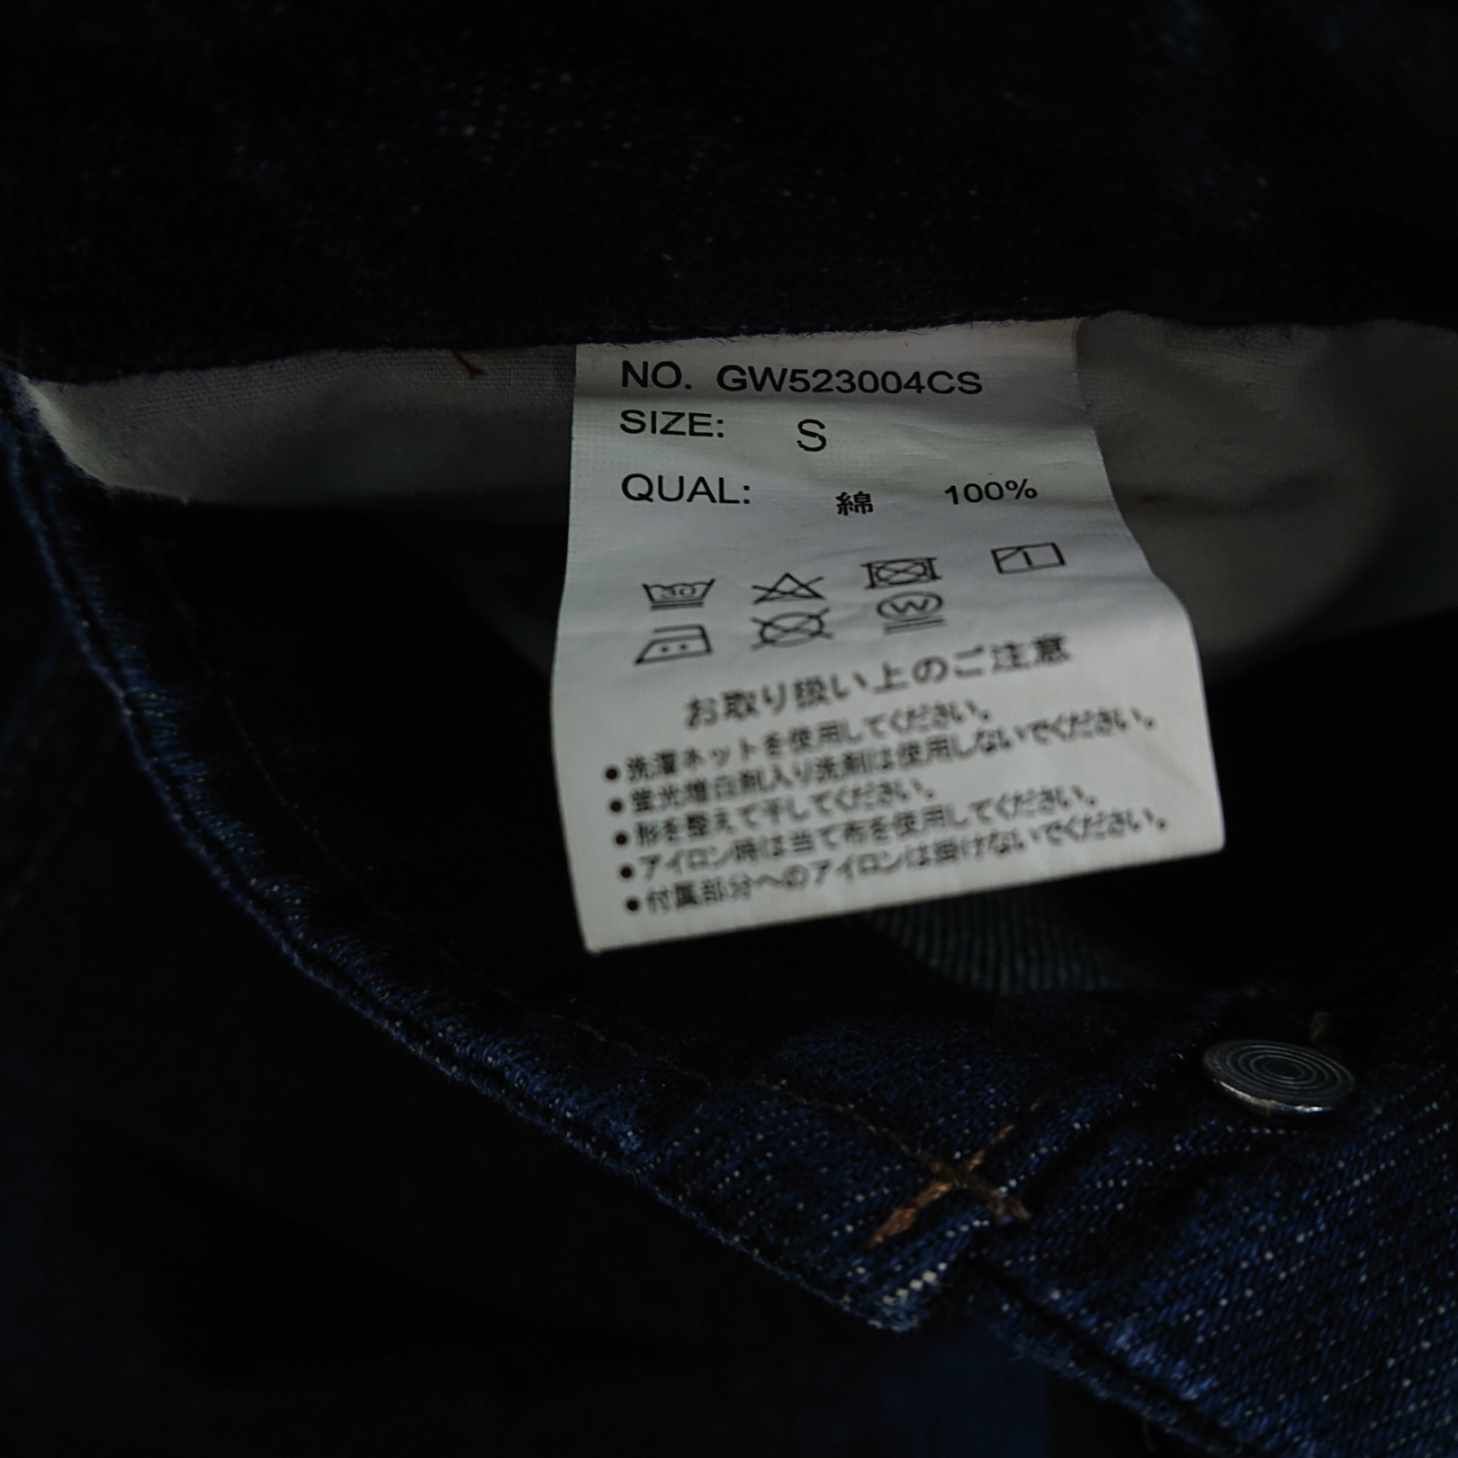 NO. GW523004CS
SIZE: S
QUAL: 綿 100%
30
W
お取り扱い上のご注意
●洗濯ネットを使用してください。
●蛍光増白剤入り洗剤は使用しないでください。
●形を整えて干してください。
●アイロン時は当て布を使用してください。
●付属部分へのアイロンは掛けないでください。